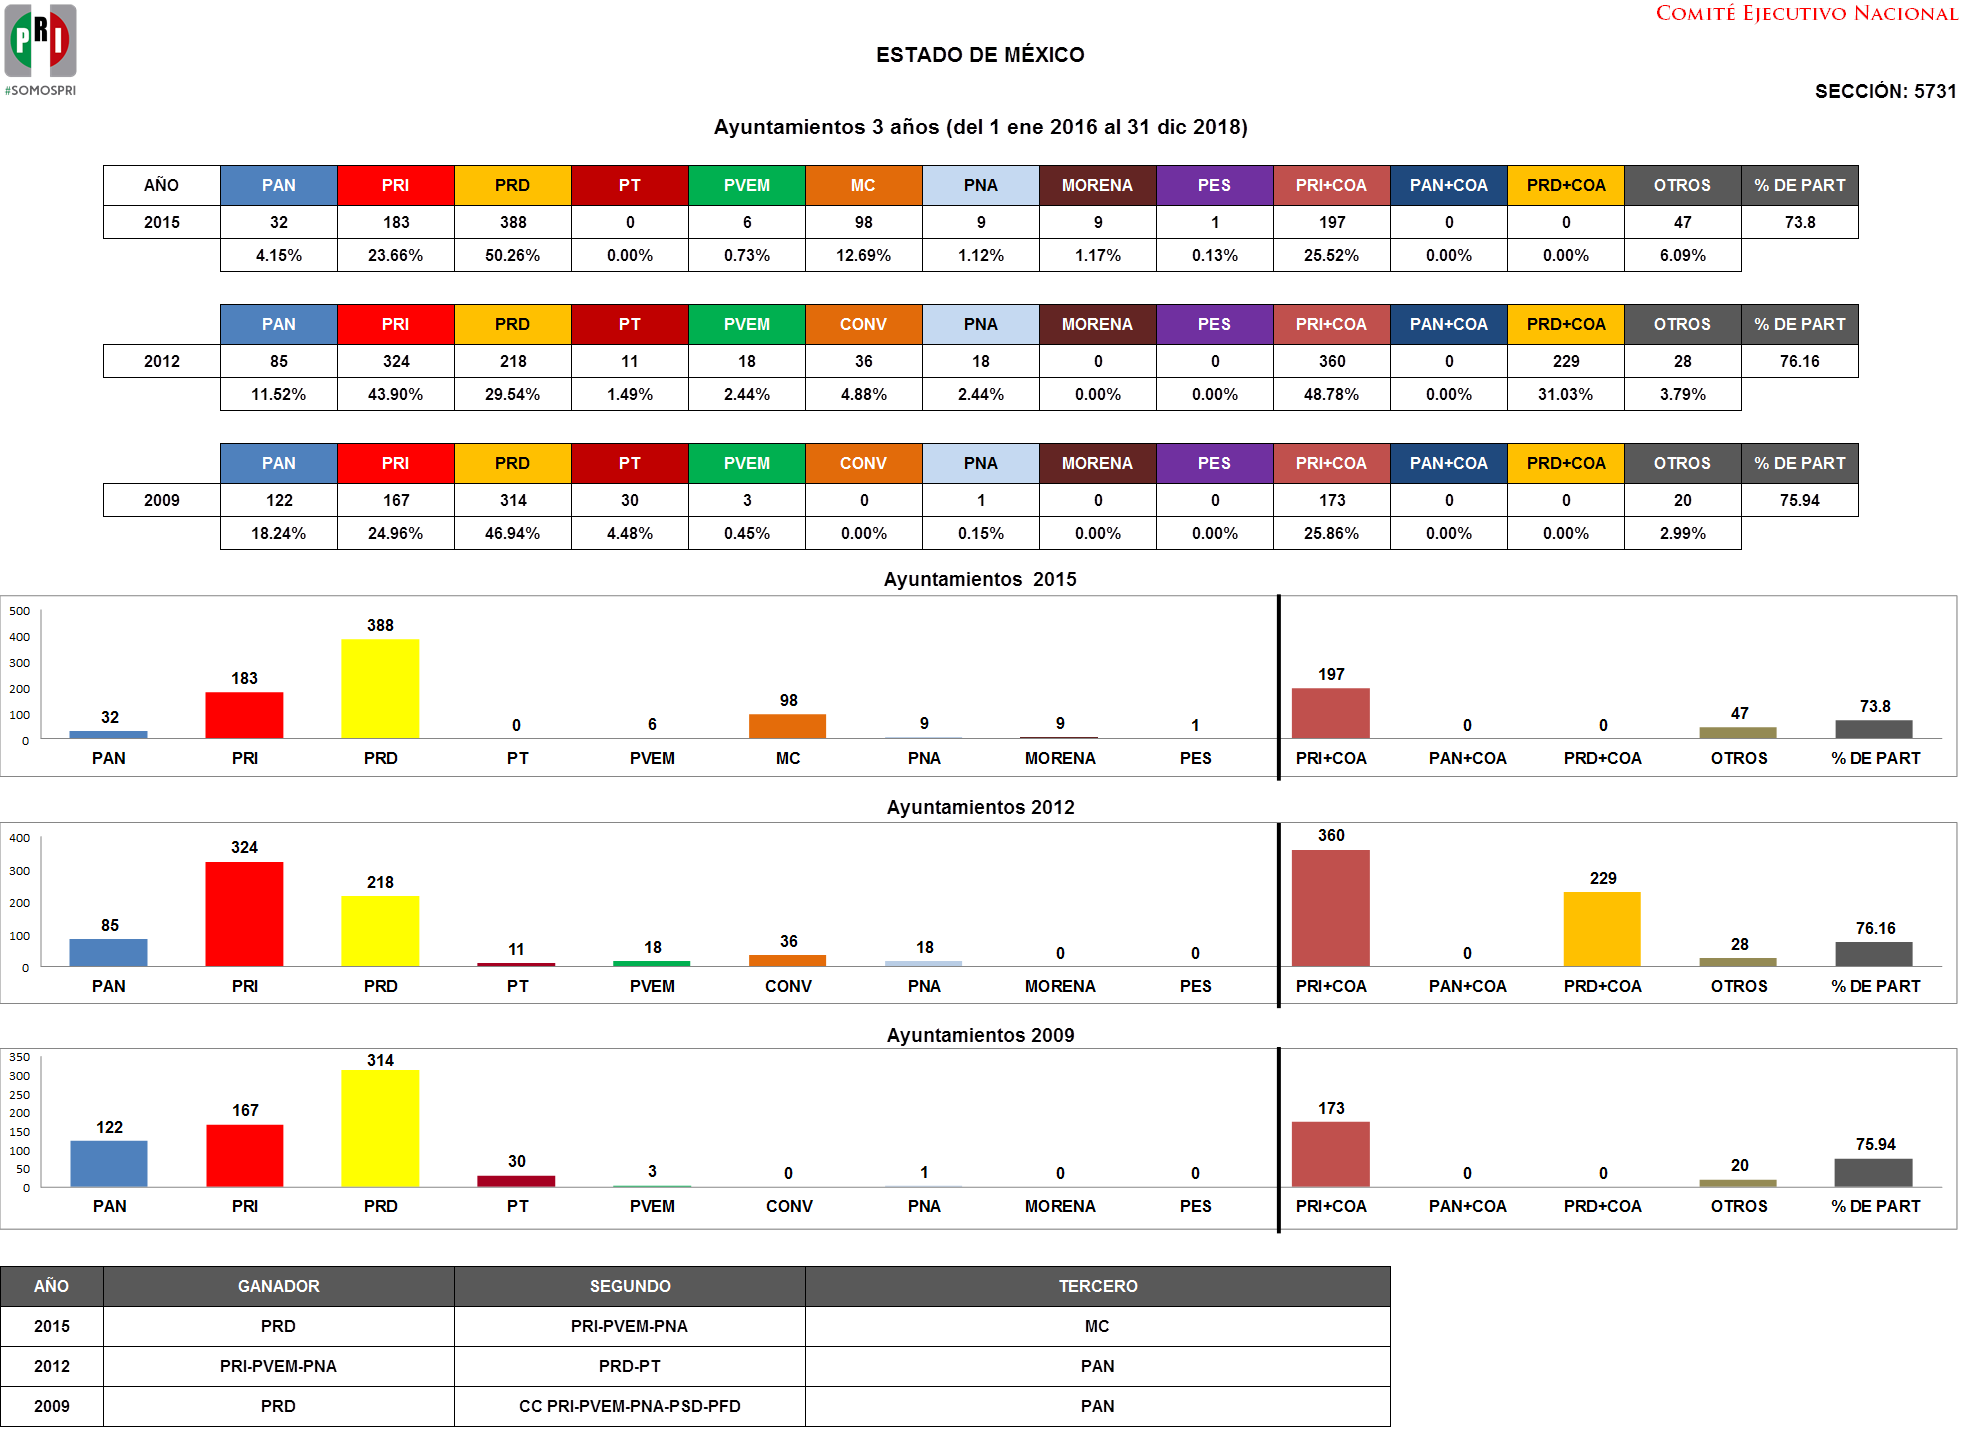 PRI
#SOMOSPRI
COMITÉ EJECUTIVO NACIONAL
ESTADO DE MÉXICO
SECCIÓN: 5731
Ayuntamientos 3 años (del 1 ene 2016 al 31 dic 2018)
AÑO PAN PRI PRD PT PVEM MC PNA MORENA PES PRI+COA PAN+COA PRD+COA OTROS % DE PART
2015 32 183 388 0 6 98 9 9 1 197 0 0 47 73.8
4.15% 23.66% 50.26% 0.00% 0.73% 12.69% 1.12% 1.17% 0.13% 25.52% 0.00% 0.00% 6.09%
PAN PRI PRD PT PVEM CONV PNA MORENA PES PRI+COA PAN+COA PRD+COA OTROS % DE PART
2012 85 324 218 11 18 36 18 0 0 360 0 229 28 76.16
11.52% 43.90% 29.54% 1.49% 2.44% 4.88% 2.44% 0.00% 0.00% 48.78% 0.00% 31.03% 3.79%
PAN PRI PRD PT PVEM CONV PNA MORENA PES PRI+COA PAN+COA PRD+COA OTROS % DE PART
2009 122 167 314 30 3 0 1 0 0 173 0 0 20 75.94
18.24% 24.96% 46.94% 4.48% 0.45% 0.00% 0.15% 0.00% 0.00% 25.86% 0.00% 0.00% 2.99%
Ayuntamientos 2015
500
400
300
200
100
0
32 183 388 0 6 98 9 9 1 197 0 0 47 73.8
PAN PRI PRD PT PVEM MC PNA MORENA PES PRI+COA PAN+COA PRD+COA OTROS % DE PART
Ayuntamientos 2012
400
300
200
100
0
85 324 218 11 18 36 18 0 0 360 0 229 28 76.16
PAN PRI PRD PT PVEM CONV PNA MORENA PES PRI+COA PAN+COA PRD+COA OTROS % DE PART
Ayuntamientos 2009
350
300
250
200
150
100
50
0
122 167 314 30 3 0 1 0 0 173 0 0 20 75.94
PAN PRI PRD PT PVEM CONV PNA MORENA PES PRI+COA PAN+COA PRD+COA OTROS % DE PART
AÑO GANADOR SEGUNDO TERCERO
2015 PRD PRI-PVEM-PNA MC
2012 PRI-PVEM-PNA PRD-PT PAN
2009 PRD CC PRI-PVEM-PNA-PSD-PFD PAN